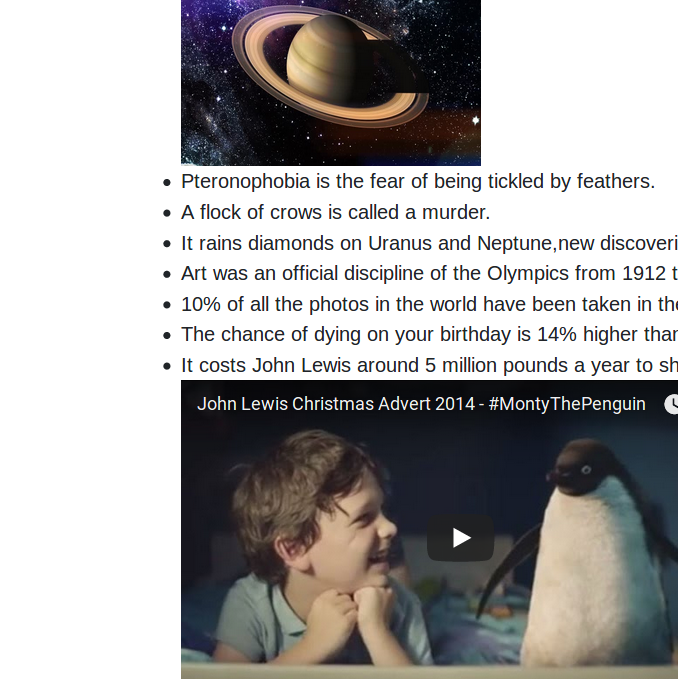 Pteronophobia is the fear of being tickled by feathers.
A flock of crows is called a murder.
It rains diamonds on Uranus and Neptune,new discoveri
Art was an official discipline of the Olympics from 1912 t
10% of all the photos in the world have been taken in the
The chance of dying on your birthday is 14% higher than
It costs John Lewis around 5 million pounds a year to sh
John Lewis Christmas Advert 2014 - #MontyThePenguin